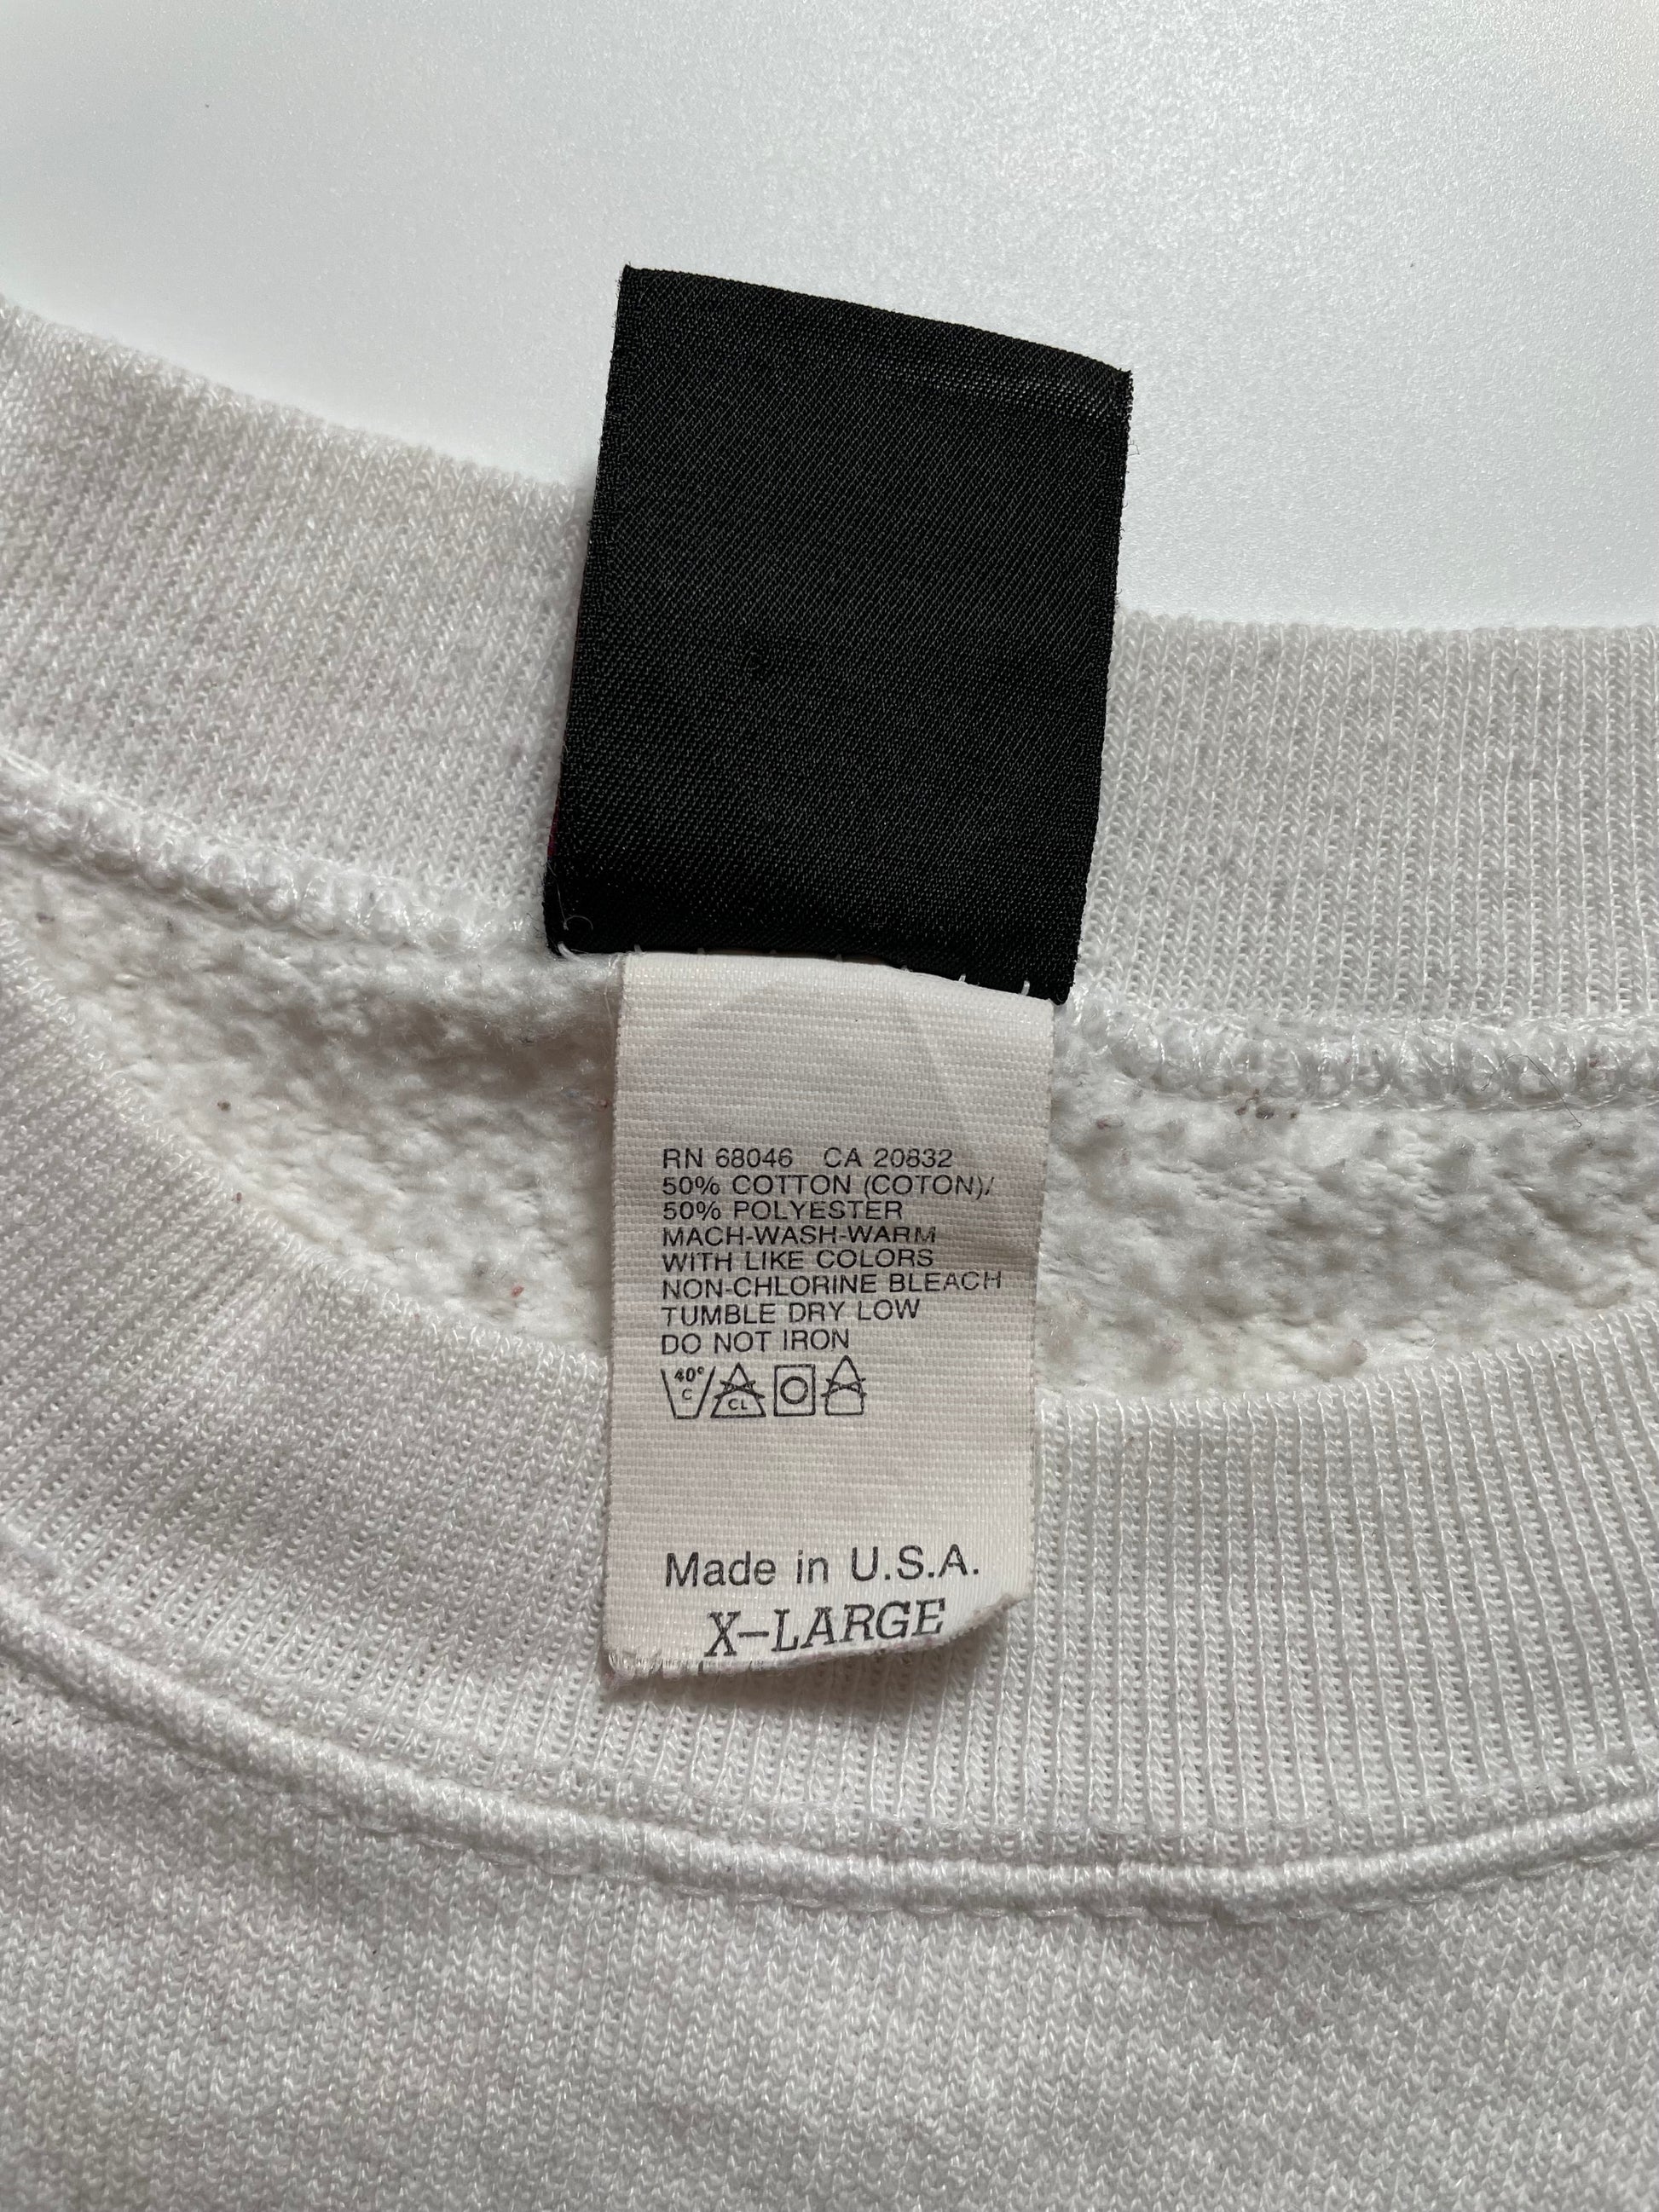 RN 68046 CA 20832
50% COTTON (COTON)/
50% POLYESTER
MACH-WASH-WARM
WITH LIKE COLORS
NON-CHLORINE BLEACH
TUMBLE DRY LOW
DO NOT IRON
40°
C
CL
Made in U.S.A.
X-LARGE